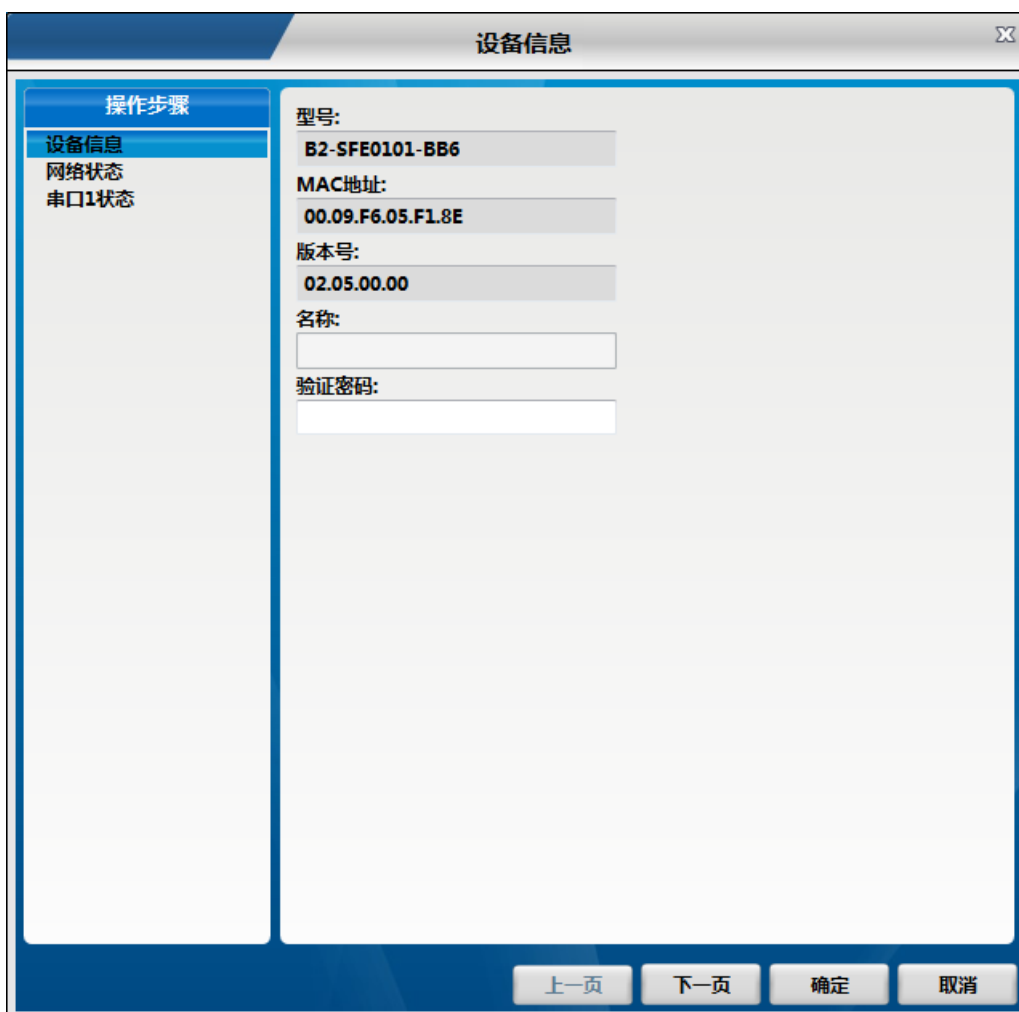 设备信息
操作步骤
设备信息
网络状态
串口1状态
型号:
B2-SFE0101-BB6
MAC地址:
00.09.F6.05.F1.8E
版本号:
02.05.00.00
名称:
验证密码:
上一页 下一页 确定 取消